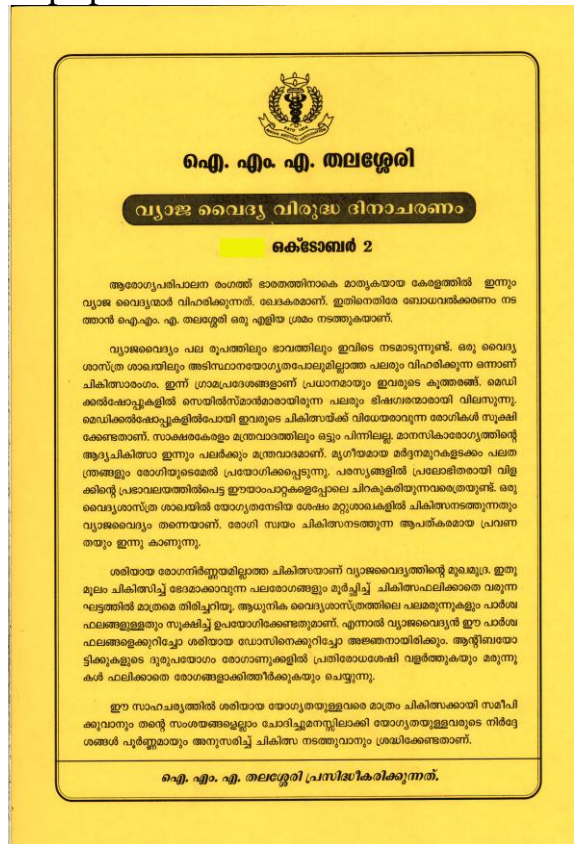 ഐ. എം. എ. തലശ്ശേരി
വ്യാജ വൈദ്യ വിരുദ്ധ ദിനാചരണം
ഒക്ടോബർ 2
ആരോഗ്യപരിപാലന രംഗത്ത് ഭാരതത്തിനാകെ മാതൃകയായ കേരളത്തിൽ ഇന്നും
വ്യാജ വൈദ്യന്മാർ വിഹരിക്കുന്നത്. ഖേദകരമാണ്. ഇതിനെതിരേ ബോധവൽക്കരണം നട
ത്താൻ ഐ.എം. എ. തലശ്ശേരി ഒരു എളിയ ശ്രമം നടത്തുകയാണ്.
വ്യാജവൈദ്യം പല രൂപത്തിലും ഭാവത്തിലും ഇവിടെ നടമാടുന്നുണ്ട്. ഒരു വൈദ്യ
ശാസ്ത്ര ശാഖയിലും അടിസ്ഥാനയോഗ്യതപോലുമില്ലാത്ത പലരും വിഹരിക്കുന്ന ഒന്നാണ്
ചികിത്സാരംഗം. ഇന്ന് ഗ്രാമപ്രദേശങ്ങളാണ് പ്രധാനമായും ഇവരുടെ കൂത്തരങ്ങ്. മെഡി
ക്കൽഷോപ്പുകളിൽ സെയിൽസ്മാൻമാരായിരുന്ന പലരും ഭിഷഗ്വരന്മാരായി വിലസുന്നു.
മെഡിക്കൽഷോപ്പുകളിൽപോയി ഇവരുടെ ചികിത്സയ്ക്ക് വിധേയരാവുന്ന രോഗികൾ സൂക്ഷി
ക്കേണ്ടതാണ്. സാക്ഷരകേരളം മന്ത്രവാദത്തിലും ഒട്ടും പിന്നിലല്ല. മാനസികാരോഗ്യത്തിന്റെ
ആദ്യചികിത്സാ ഇന്നും പലർക്കും മന്ത്രവാദമാണ്. മൃഗീയമായ മർദ്ദനമുറകളടക്കം പലത
ന്ത്രങ്ങളും രോഗിയുടെമേൽ പ്രയോഗിക്കപ്പെടുന്നു. പരസ്യങ്ങളിൽ പ്രലോഭിതരായി വിള
ക്കിന്റെ പ്രഭാവലയത്തിൽപെട്ട ഈയാംപാറ്റകളെപ്പോലെ ചിറകുകരിയുന്നവരെത്രയുണ്ട്. ഒരു
വൈദ്യശാസ്ത്ര ശാഖയിൽ യോഗ്യതനേടിയ ശേഷം മറ്റുശാഖകളിൽ ചികിത്സനടത്തുന്നതും
വ്യാജവൈദ്യം തന്നെയാണ്. രോഗി സ്വയം ചികിത്സനടത്തുന്ന ആപത്കരമായ പ്രവണ
തയും ഇന്നു കാണുന്നു.
ശരിയായ രോഗനിർണ്ണയമില്ലാത്ത ചികിത്സയാണ് വ്യാജവൈദ്യത്തിന്റെ മുഖമുദ്ര. ഇതു
മൂലം ചികിത്സിച്ച് ഭേദമാക്കാവുന്ന പലരോഗങ്ങളും മൂർച്ഛിച്ച് ചികിത്സഫലിക്കാതെ വരുന്ന
ഘട്ടത്തിൽ മാത്രമെ തിരിച്ചറിയൂ. ആധുനിക വൈദ്യശാസ്ത്രത്തിലെ പലമരുന്നുകളും പാർശ്വ
ഫലങ്ങളുള്ളതും സൂക്ഷിച്ച് ഉപയോഗിക്കേണ്ടതുമാണ്. എന്നാൽ വ്യാജവൈദ്യൻ ഈ പാർശ്വ
ഫലങ്ങളെക്കുറിച്ചോ ശരിയായ ഡോസിനെക്കുറിച്ചോ അജ്ഞനായിരിക്കും. ആന്റിബയോ
ട്ടിക്കുകളുടെ ദുരുപയോഗം രോഗാണുക്കളിൽ പ്രതിരോധശേഷി വളർത്തുകയും മരുന്നു
കൾ ഫലിക്കാതെ രോഗങ്ങളാക്കിത്തീർക്കുകയും ചെയ്യുന്നു.
ഈ സാഹചര്യത്തിൽ ശരിയായ യോഗ്യതയുള്ളവരെ മാത്രം ചികിത്സക്കായി സമീപി
ക്കുവാനും തന്റെ സംശയങ്ങളെല്ലാം ചോദിച്ചുമനസ്സിലാക്കി യോഗ്യതയുള്ളവരുടെ നിർദ്ദേ
ശങ്ങൾ പൂർണ്ണമായും അനുസരിച്ച് ചികിത്സ നടത്തുവാനും ശ്രദ്ധിക്കേണ്ടതാണ്.
ഐ. എം. എ. തലശ്ശേരി പ്രസിദ്ധീകരിക്കുന്നത്.